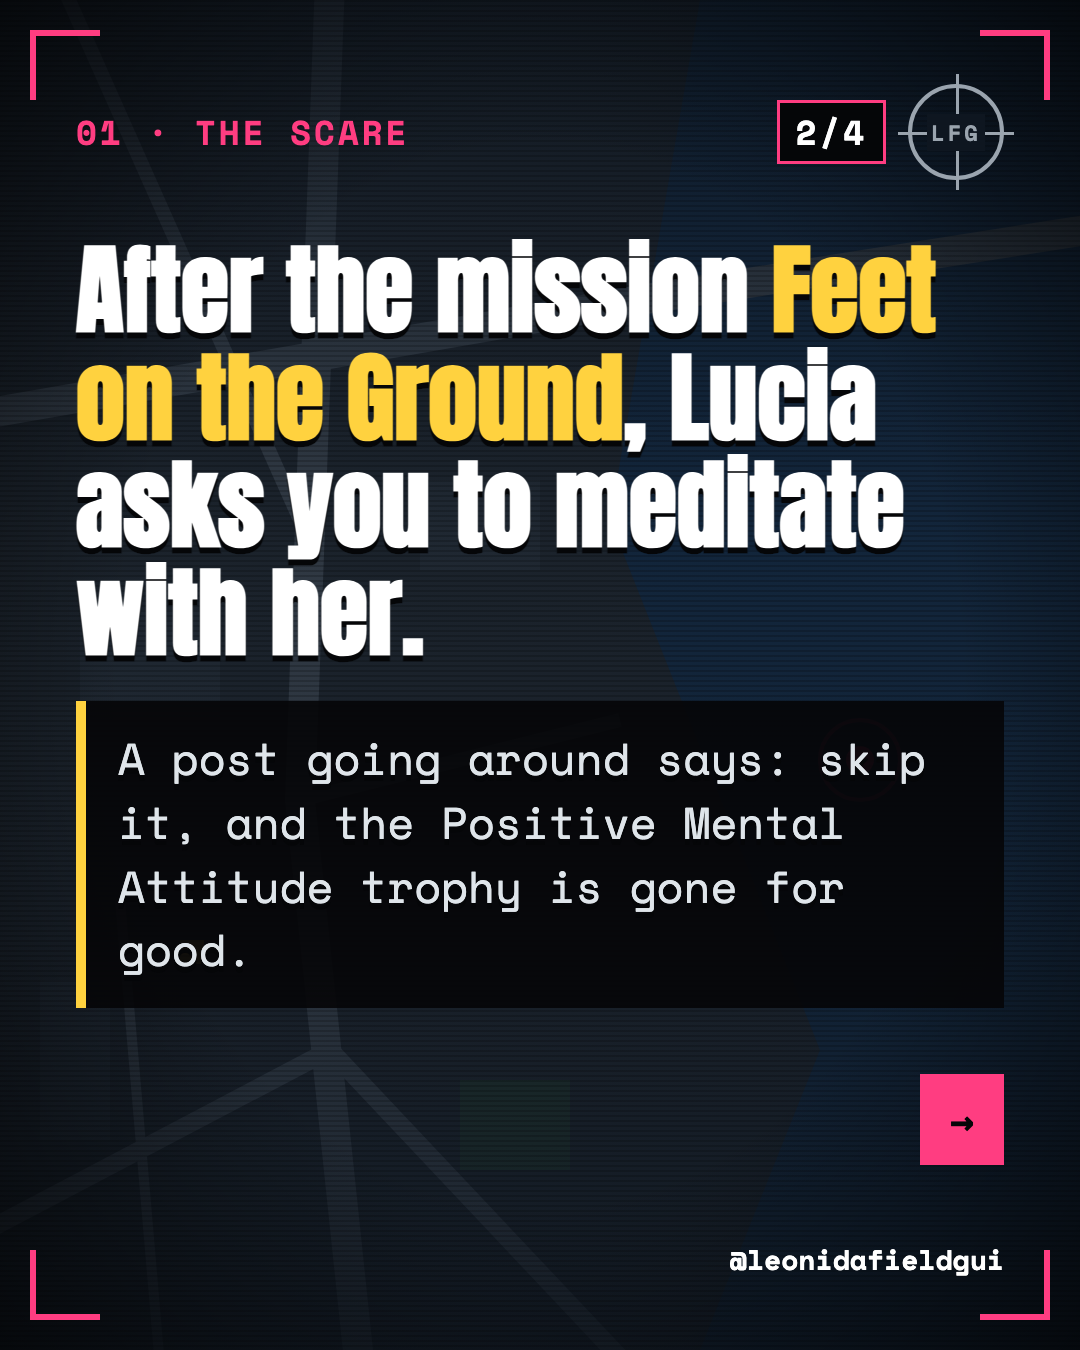 01 · THE SCARE
2/4
LFG
After the mission Feet
on the Ground, Lucia
asks you to meditate
with her.
A post going around says: skip
it, and the Positive Mental
Attitude trophy is gone for
good.
→
@leonidafieldgui